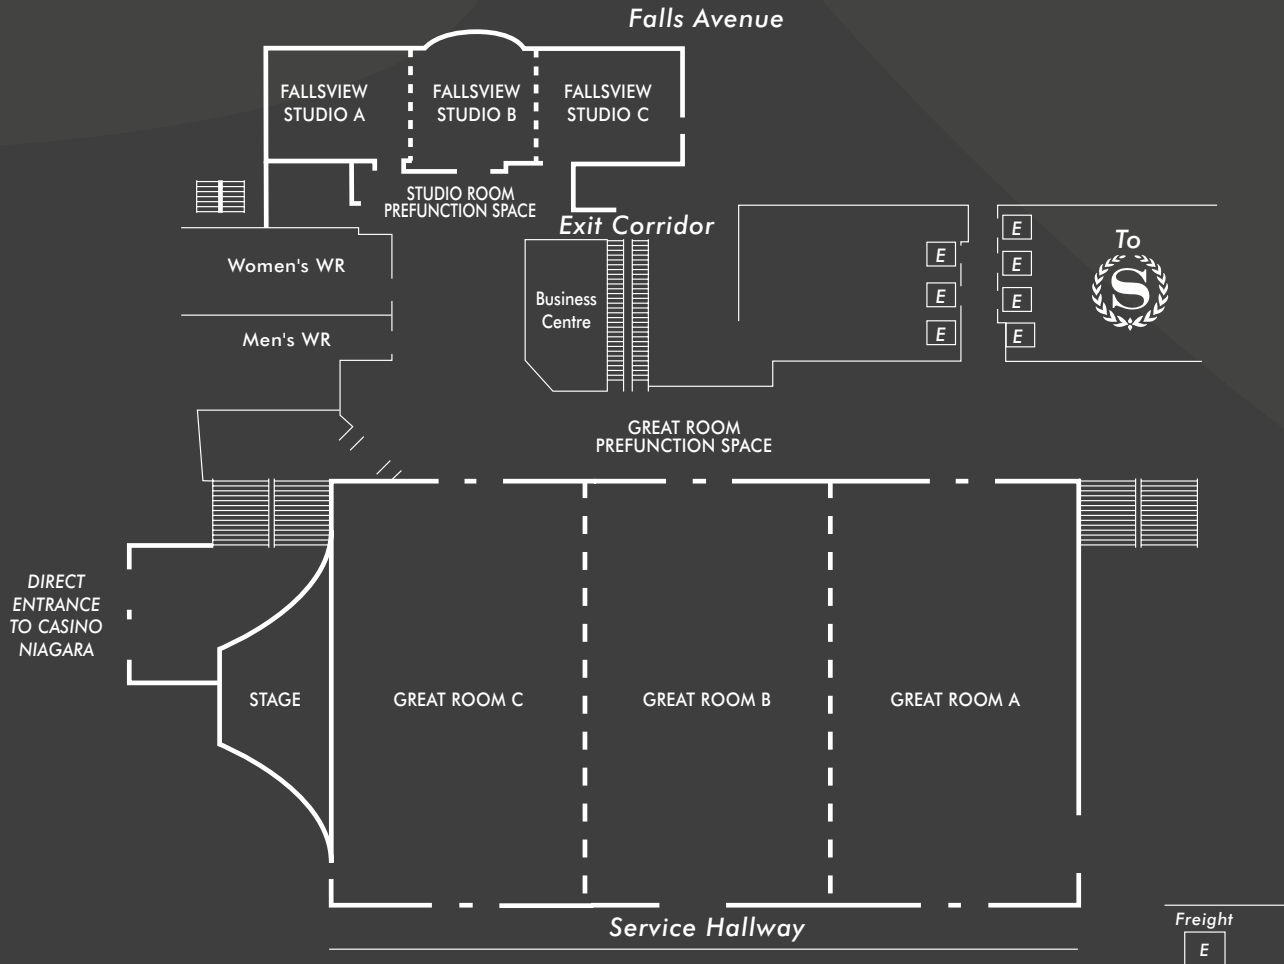 Falls Avenue
FALLSVIEW
STUDIO A
FALLSVIEW
STUDIO B
FALLSVIEW
STUDIO C
STUDIO ROOM
PREFUNCTION SPACE
Exit Corridor
Women's WR
Men's WR
Business
Centre
E
E
E
E
E
E
E
To
S
GREAT ROOM
PREFUNCTION SPACE
DIRECT
ENTRANCE
TO CASINO
NIAGARA
STAGE
GREAT ROOM C
GREAT ROOM B
GREAT ROOM A
Service Hallway
Freight
E